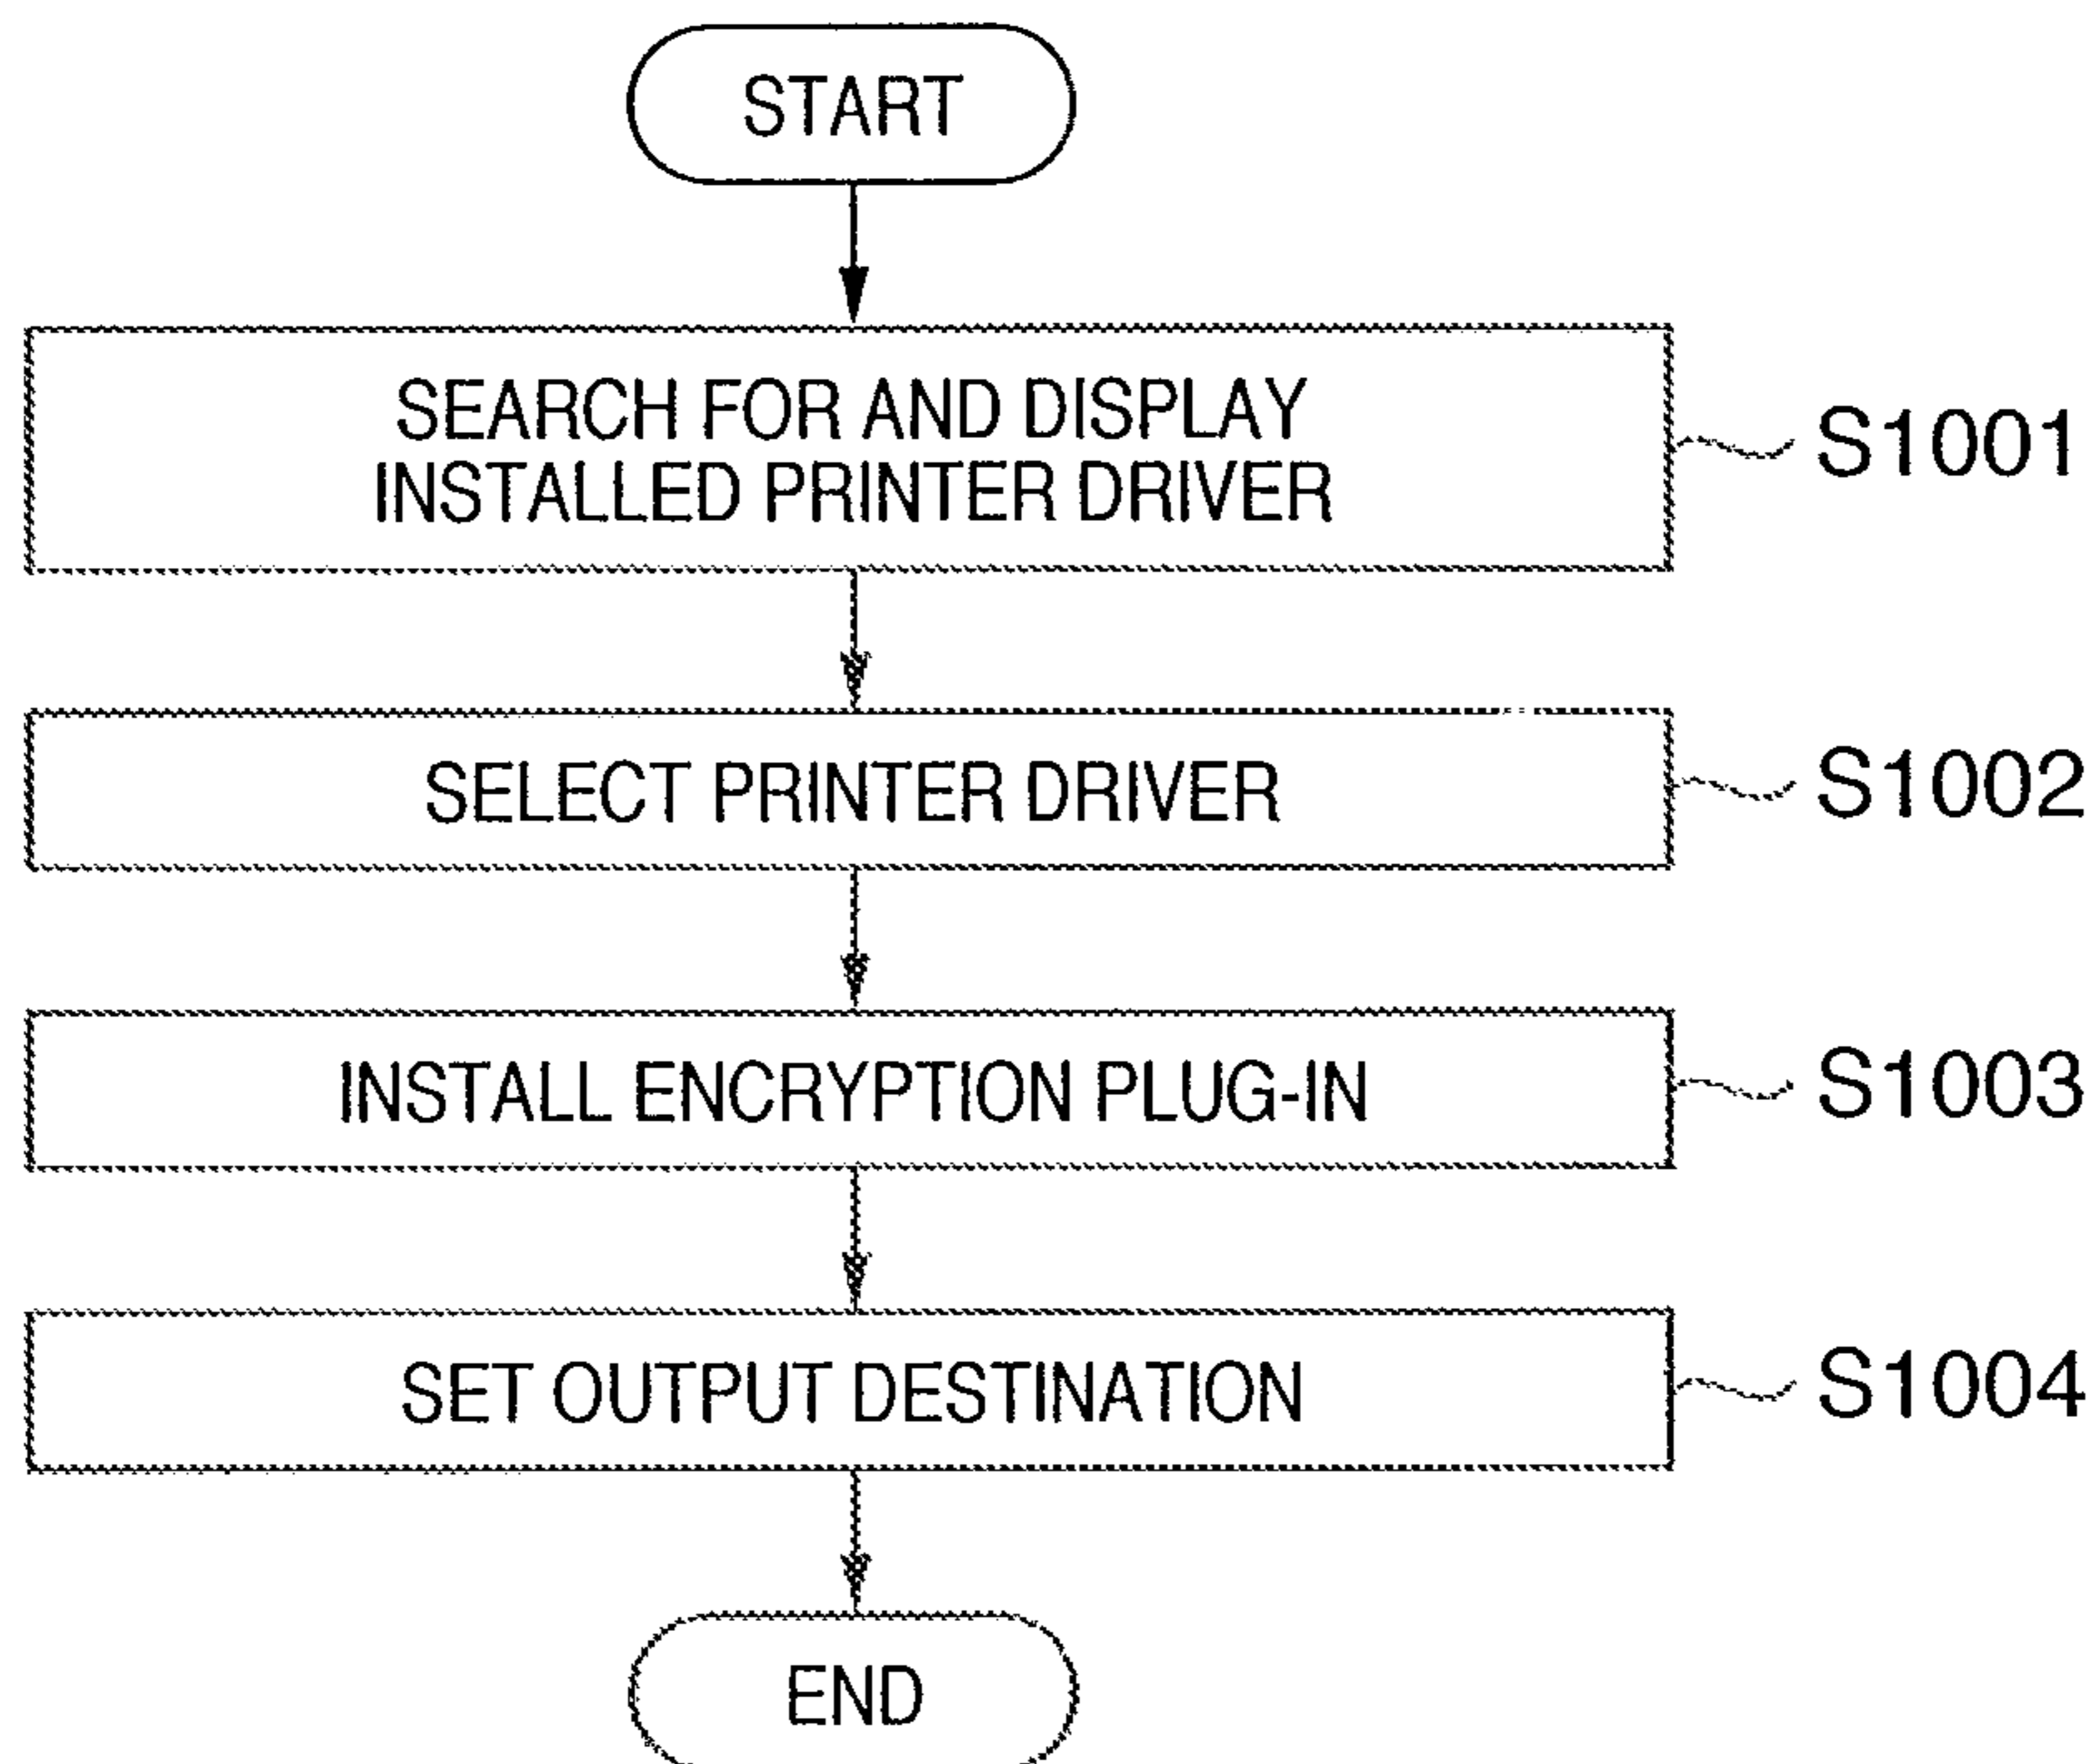 START
SEARCH FOR AND DISPLAY
INSTALLED PRINTER DRIVER
S1001
SELECT PRINTER DRIVER
S1002
INSTALL ENCRYPTION PLUG-IN
S1003
SET OUTPUT DESTINATION
S1004
END